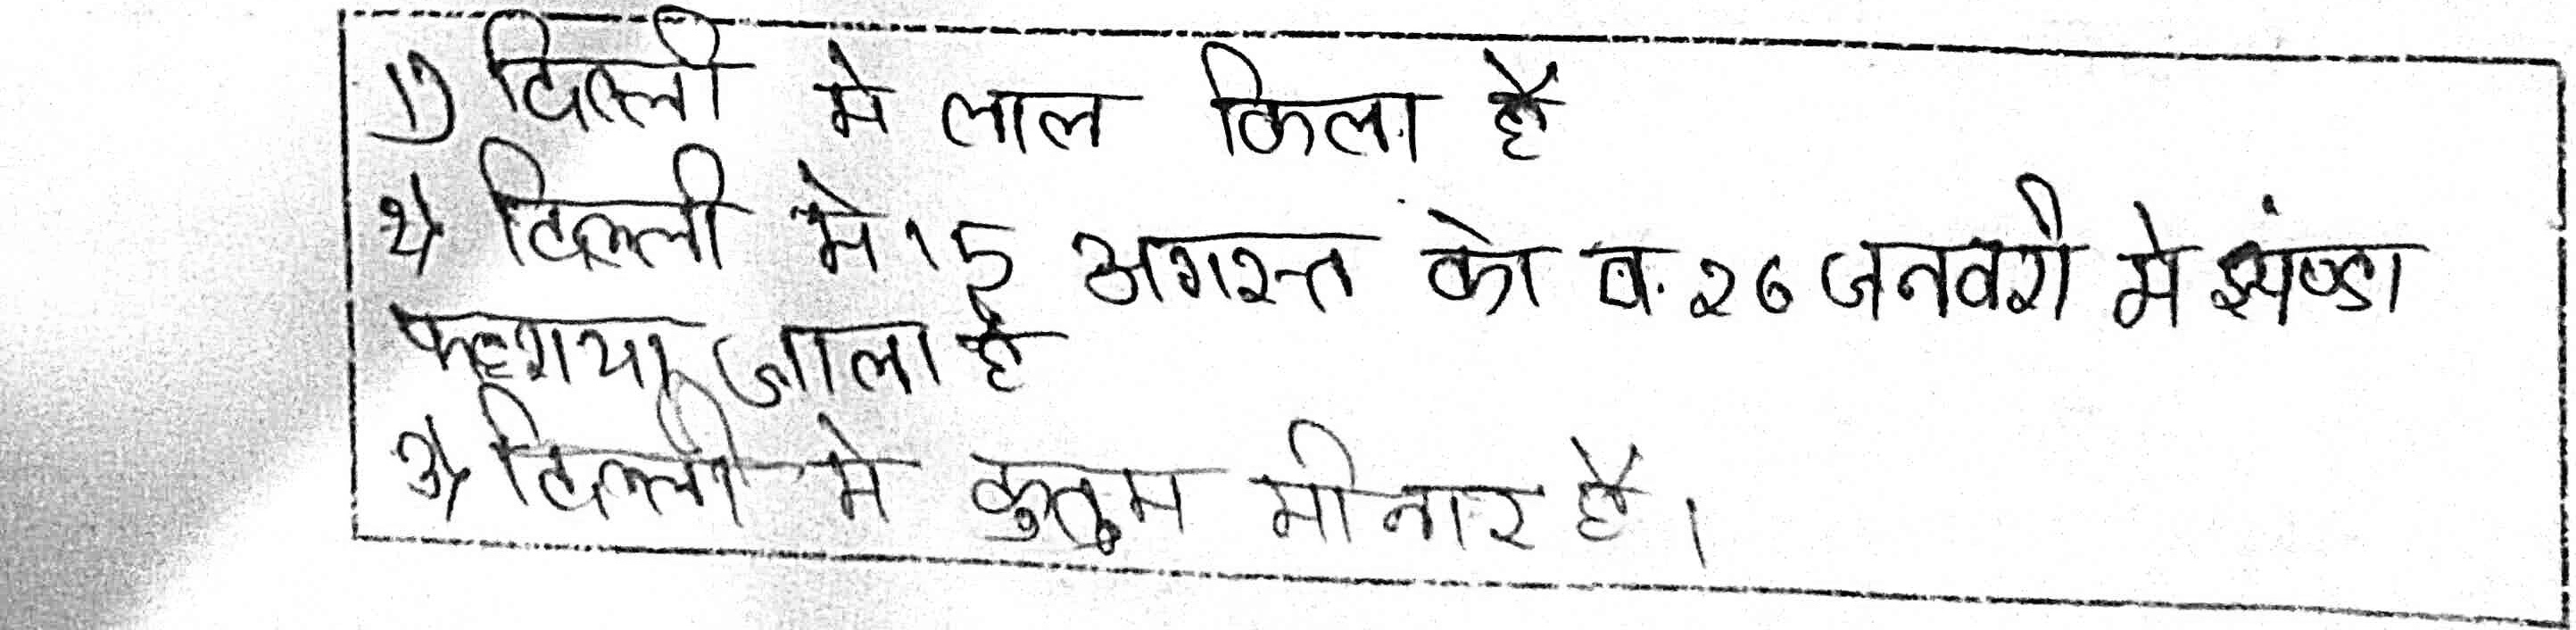 1) दिल्ली मे लाल किला है
2) दिल्ली मे 15 अगस्त को व 26 जनवरी मे झंण्डा
फहराया जाता है
3) दिल्ली मे कुतुम मीनार है।